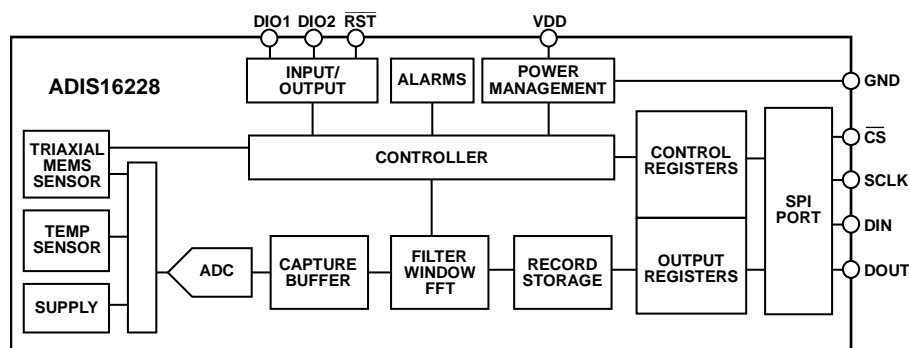 DIO1 DIO2 RST VDD
ADIS16228
INPUT/
OUTPUT
ALARMS
POWER
MANAGEMENT
GND
TRIAXIAL
MEMS
SENSOR
CONTROLLER
CONTROL
REGISTERS
CS
SCLK
SPI
PORT
DIN
DOUT
TEMP
SENSOR
ADC
CAPTURE
BUFFER
FILTER
WINDOW
FFT
RECORD
STORAGE
OUTPUT
REGISTERS
SUPPLY